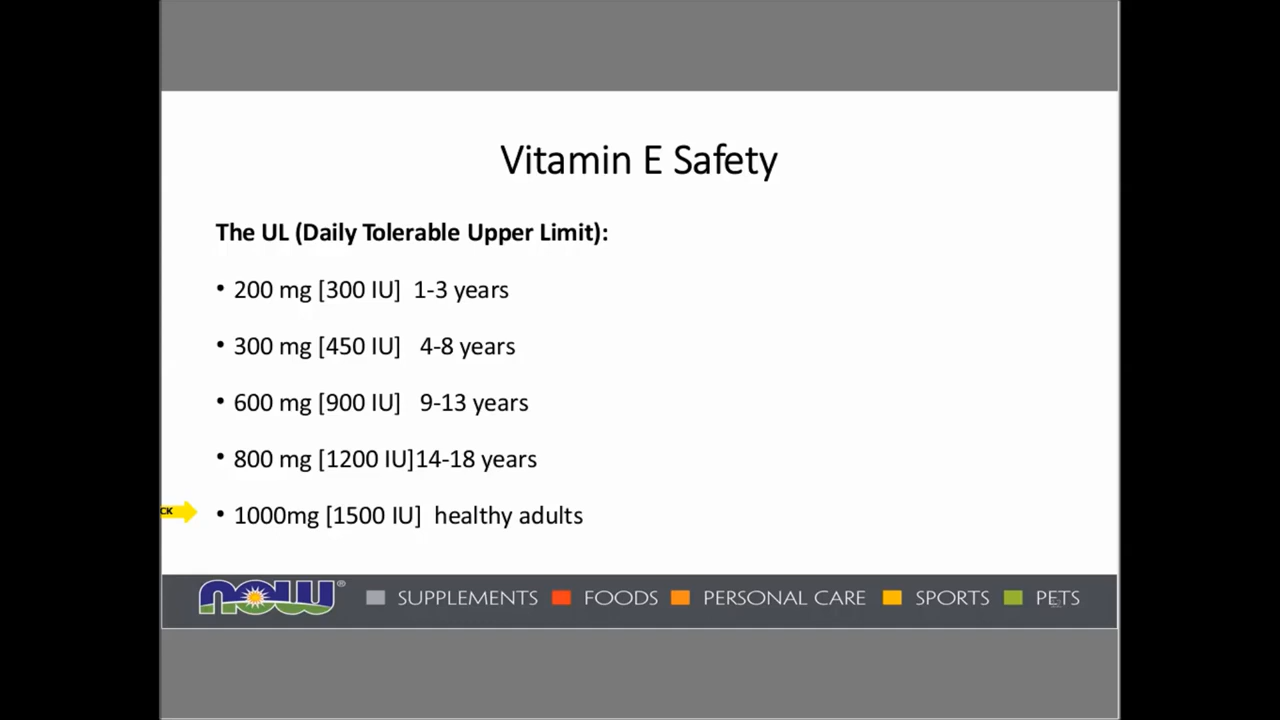 Vitamin E Safety
The UL (Daily Tolerable Upper Limit):
• 200 mg [300 IU]  1-3 years
• 300 mg [450 IU]   4-8 years
• 600 mg [900 IU]   9-13 years
• 800 mg [1200 IU]14-18 years
CK
• 1000mg [1500 IU]  healthy adults
now® SUPPLEMENTS FOODS PERSONAL CARE SPORTS PETS